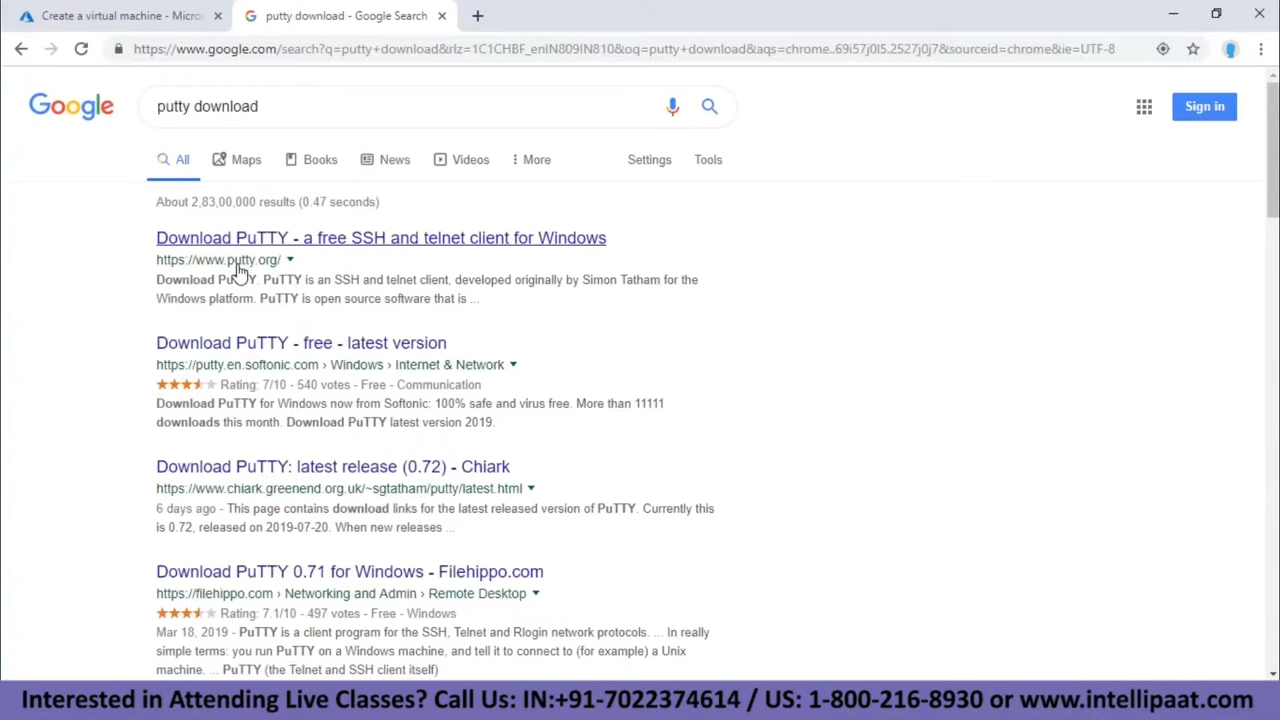 Create a virtual machine - Micros
putty download - Google Search
https://www.google.com/search?q=putty+download&rlz=1C1CHBF_enIN809IN810&oq=putty+download&aqs=chrome..69i57j0l5.2527j0j7&sourceid=chrome&ie=UTF-8
Google
putty download
Sign in
All
Maps
Books
News
Videos
More
Settings
Tools
About 2,83,00,000 results (0.47 seconds)
Download PuTTY - a free SSH and telnet client for Windows
https://www.putty.org/
Download PuTTY. PuTTY is an SSH and telnet client, developed originally by Simon Tatham for the
Windows platform. PuTTY is open source software that is ...
Download PuTTY - free - latest version
https://putty.en.softonic.com › Windows › Internet & Network
Rating: 7/10 - 540 votes - Free - Communication
Download PuTTY for Windows now from Softonic: 100% safe and virus free. More than 11111
downloads this month. Download PuTTY latest version 2019.
Download PuTTY: latest release (0.72) - Chiark
https://www.chiark.greenend.org.uk/~sgtatham/putty/latest.html
6 days ago - This page contains download links for the latest released version of PuTTY. Currently this
is 0.72, released on 2019-07-20. When new releases ...
Download PuTTY 0.71 for Windows - Filehippo.com
https://filehippo.com › Networking and Admin › Remote Desktop
Rating: 7.1/10 - 497 votes - Free - Windows
Mar 18, 2019 - PuTTY is a client program for the SSH, Telnet and Rlogin network protocols. ... In really
simple terms: you run PuTTY on a Windows machine, and tell it to connect to (for example) a Unix
machine. ... PuTTY (the Telnet and SSH client itself)
Interested in Attending Live Classes? Call Us: IN:+91-7022374614 / US: 1-800-216-8930 or www.intellipaat.com